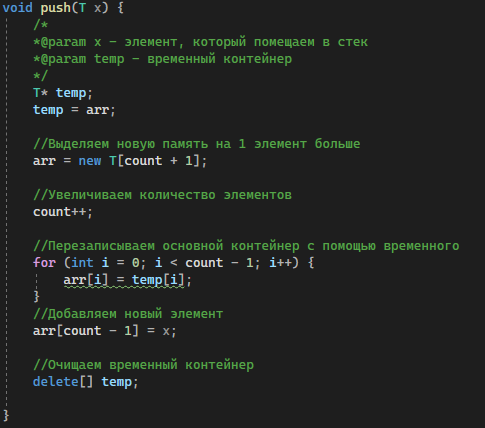 void push(T x) {
/*
*@param x – элемент, который помещаем в стек
*@param temp – временный контейнер
*/
T* temp;
temp = arr;
//Выделяем новую память на 1 элемент больше
arr = new T[count + 1];
//Увеличиваем количество элементов
count++;
//Перезаписываем основной контейнер с помощью временного
for (int i = 0; i < count - 1; i++) {
arr[i] = temp[i];
}
//Добавляем новый элемент
arr[count - 1] = x;
//Очищаем временный контейнер
delete[] temp;
}